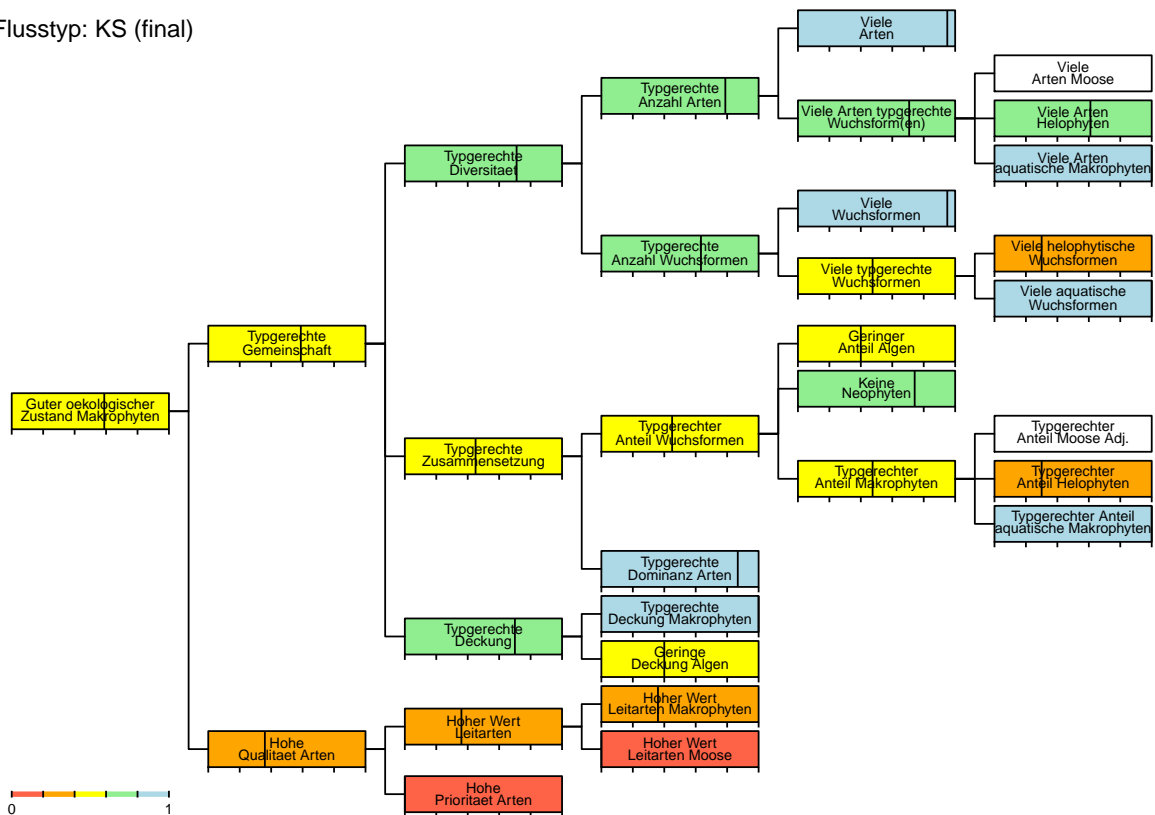 Flusstyp: KS (final)
Viele
Arten
Viele
Arten Moose
Typgerechte
Anzahl Arten
Viele Arten typgerechte
Wuchsform(en)
Viele Arten
Helophyten
Viele Arten
aquatische Makrophyten
Typgerechte
Diversitaet
Viele
Wuchsformen
Typgerechte
Anzahl Wuchsformen
Viele typgerechte
Wuchsformen
Viele helophytische
Wuchsformen
Viele aquatische
Wuchsformen
Typgerechte
Gemeinschaft
Geringer
Anteil Algen
Keine
Neophyten
Guter oekologischer
Zustand Makrophyten
Typgerechte
Zusammensetzung
Typgerechter
Anteil Wuchsformen
Typgerechter
Anteil Moose Adj.
Typgerechter
Anteil Makrophyten
Typgerechter
Anteil Helophyten
Typgerechter Anteil
aquatische Makrophyten
Typgerechte
Dominanz Arten
Typgerechte
Deckung
Typgerechte
Deckung Makrophyten
Geringe
Deckung Algen
Hohe
Qualitaet Arten
Hoher Wert
Leitarten
Hoher Wert
Leitarten Makrophyten
Hoher Wert
Leitarten Moose
Hohe
Prioritaet Arten
0 1